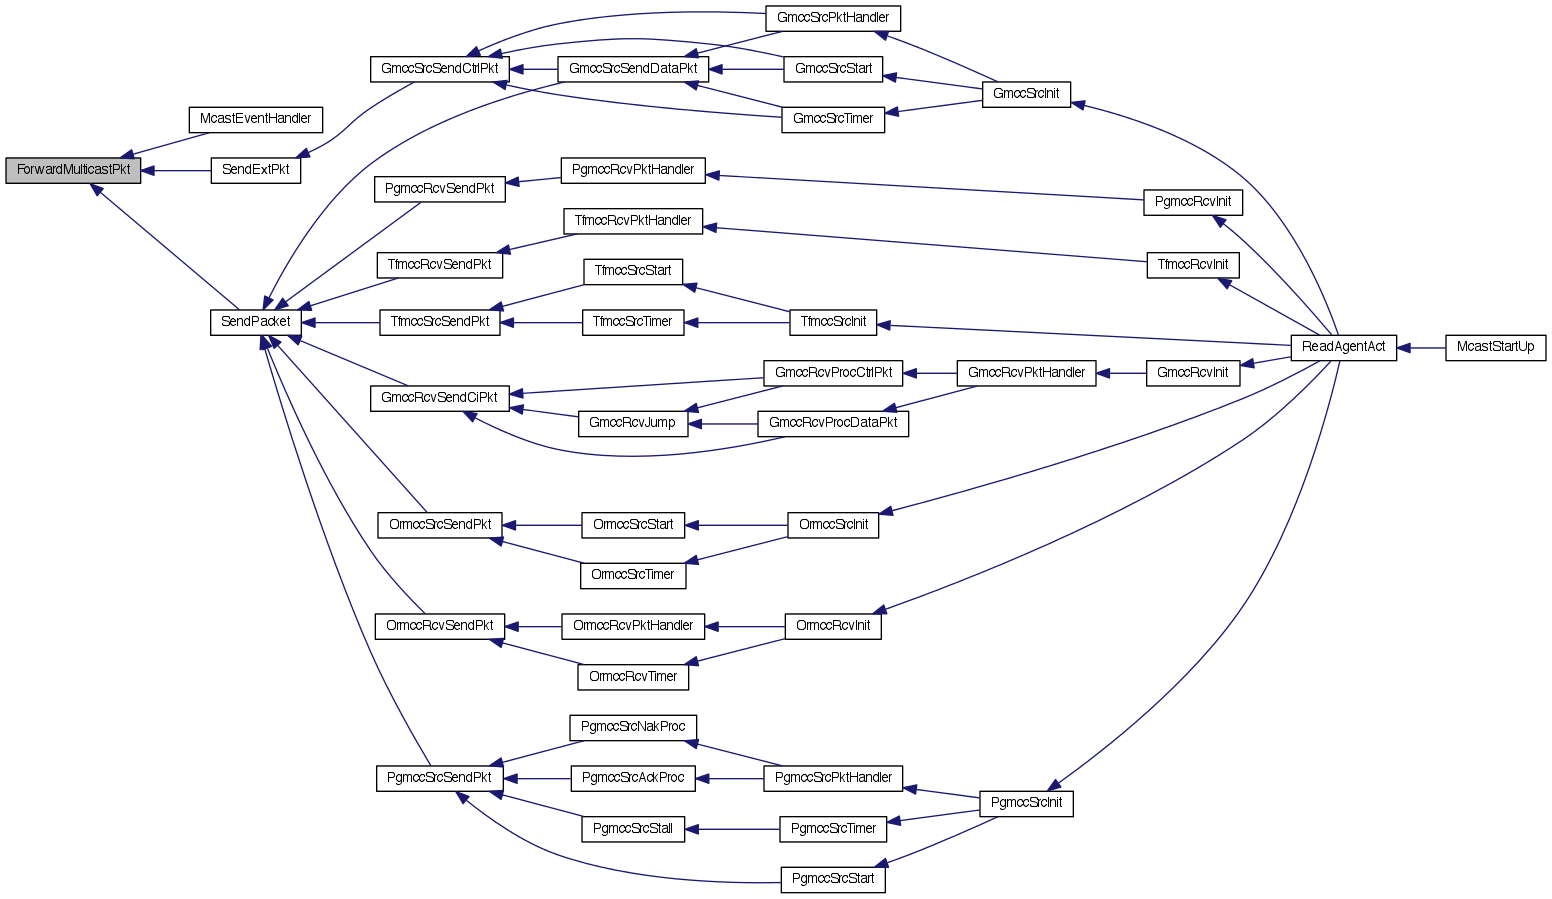 ForwardMulticastPkt
McastEventHandler
SendExtPkt
SendPacket
GmccSrcSendCtrlPkt
GmccSrcSendDataPkt
GmccSrcPktHandler
GmccSrcStart
GmccSrcTimer
GmccSrcInit
PgmccRcvSendPkt
PgmccRcvPktHandler
PgmccRcvInit
TfmccRcvSendPkt
TfmccRcvPktHandler
TfmccRcvInit
TfmccSrcSendPkt
TfmccSrcStart
TfmccSrcTimer
TfmccSrcInit
ReadAgentAct
McastStartUp
GmccRcvSendCiPkt
GmccRcvJump
GmccRcvProcCtrlPkt
GmccRcvProcDataPkt
GmccRcvPktHandler
GmccRcvInit
OrmccSrcSendPkt
OrmccSrcStart
OrmccSrcTimer
OrmccSrcInit
OrmccRcvSendPkt
OrmccRcvPktHandler
OrmccRcvTimer
OrmccRcvInit
PgmccSrcSendPkt
PgmccSrcNakProc
PgmccSrcAckProc
PgmccSrcStall
PgmccSrcPktHandler
PgmccSrcTimer
PgmccSrcStart
PgmccSrcInit